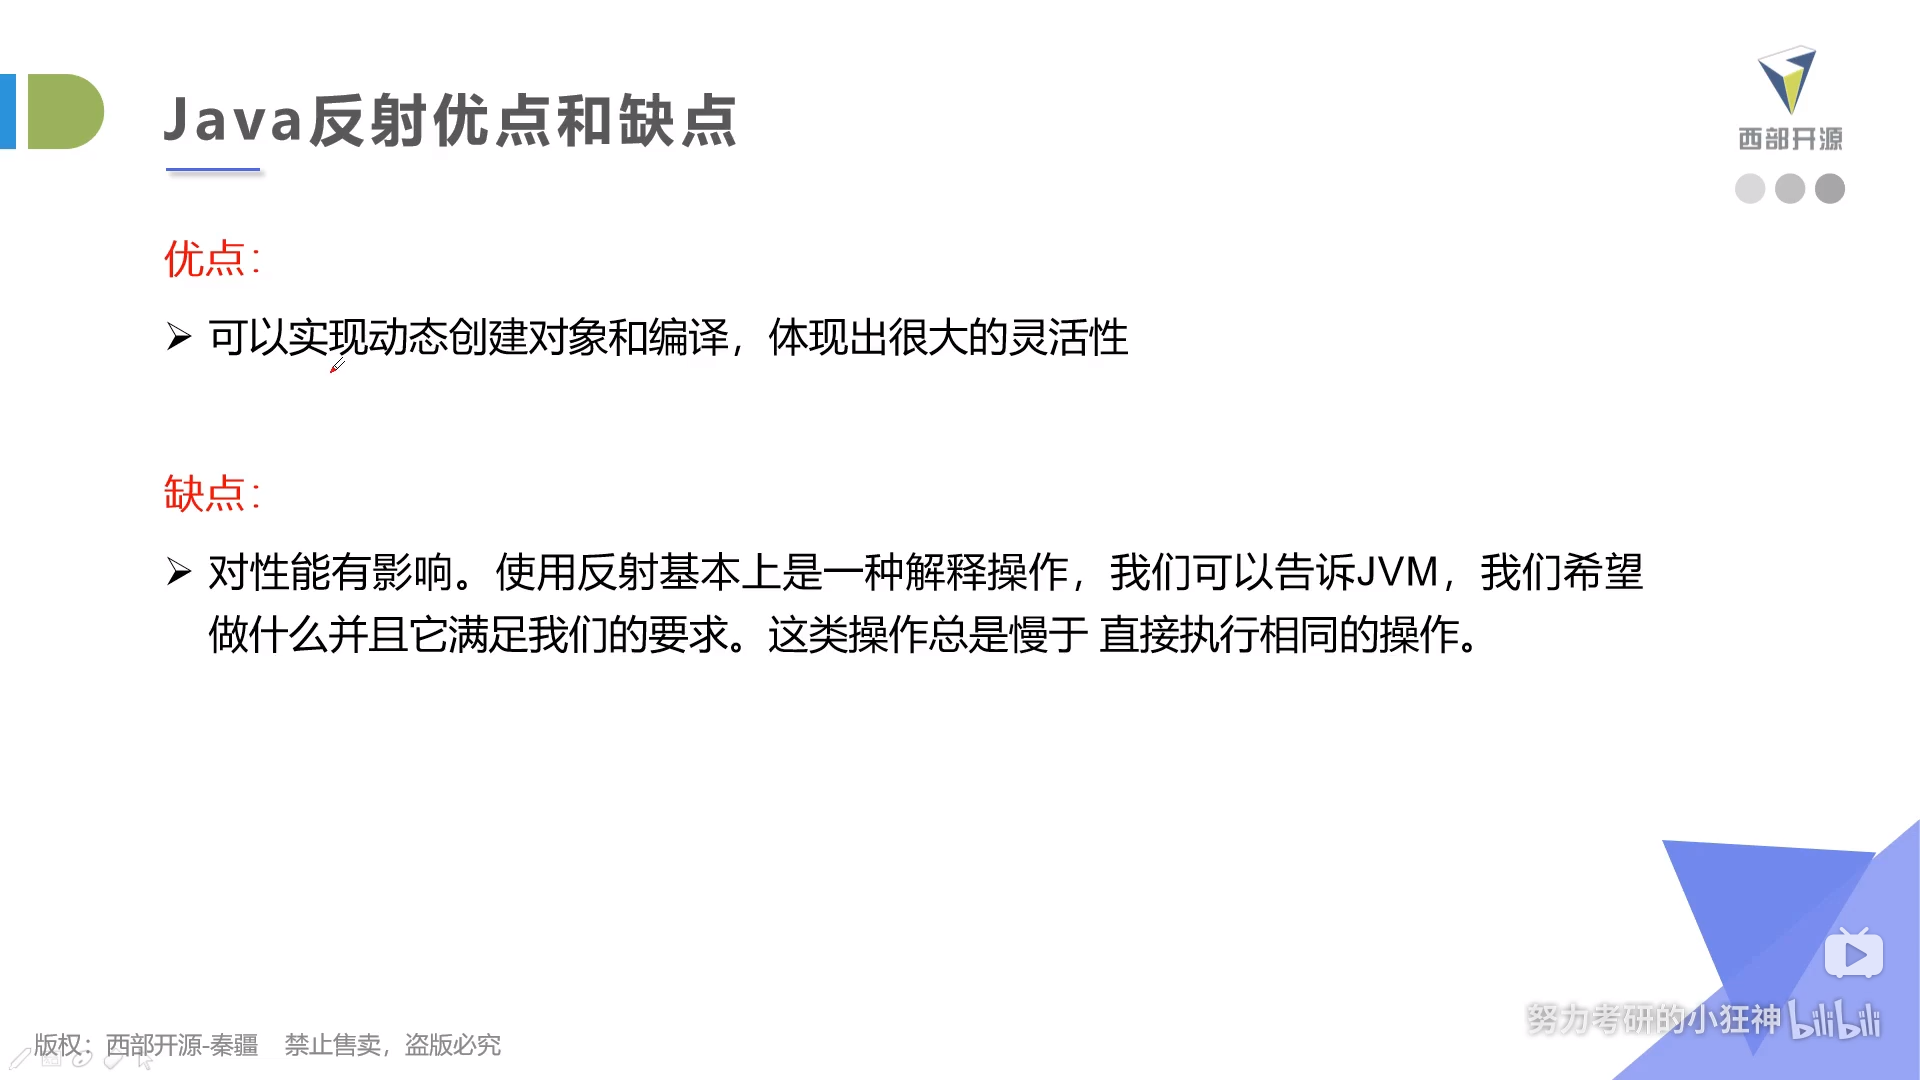 Java反射优点和缺点
西部开源
优点：
可以实现动态创建对象和编译，体现出很大的灵活性
缺点：
对性能有影响。使用反射基本上是一种解释操作，我们可以告诉JVM，我们希望
做什么并且它满足我们的要求。这类操作总是慢于 直接执行相同的操作。
努力考研的小狂神 bilibili
版权：西部开源-秦疆 禁止售卖，盗版必究